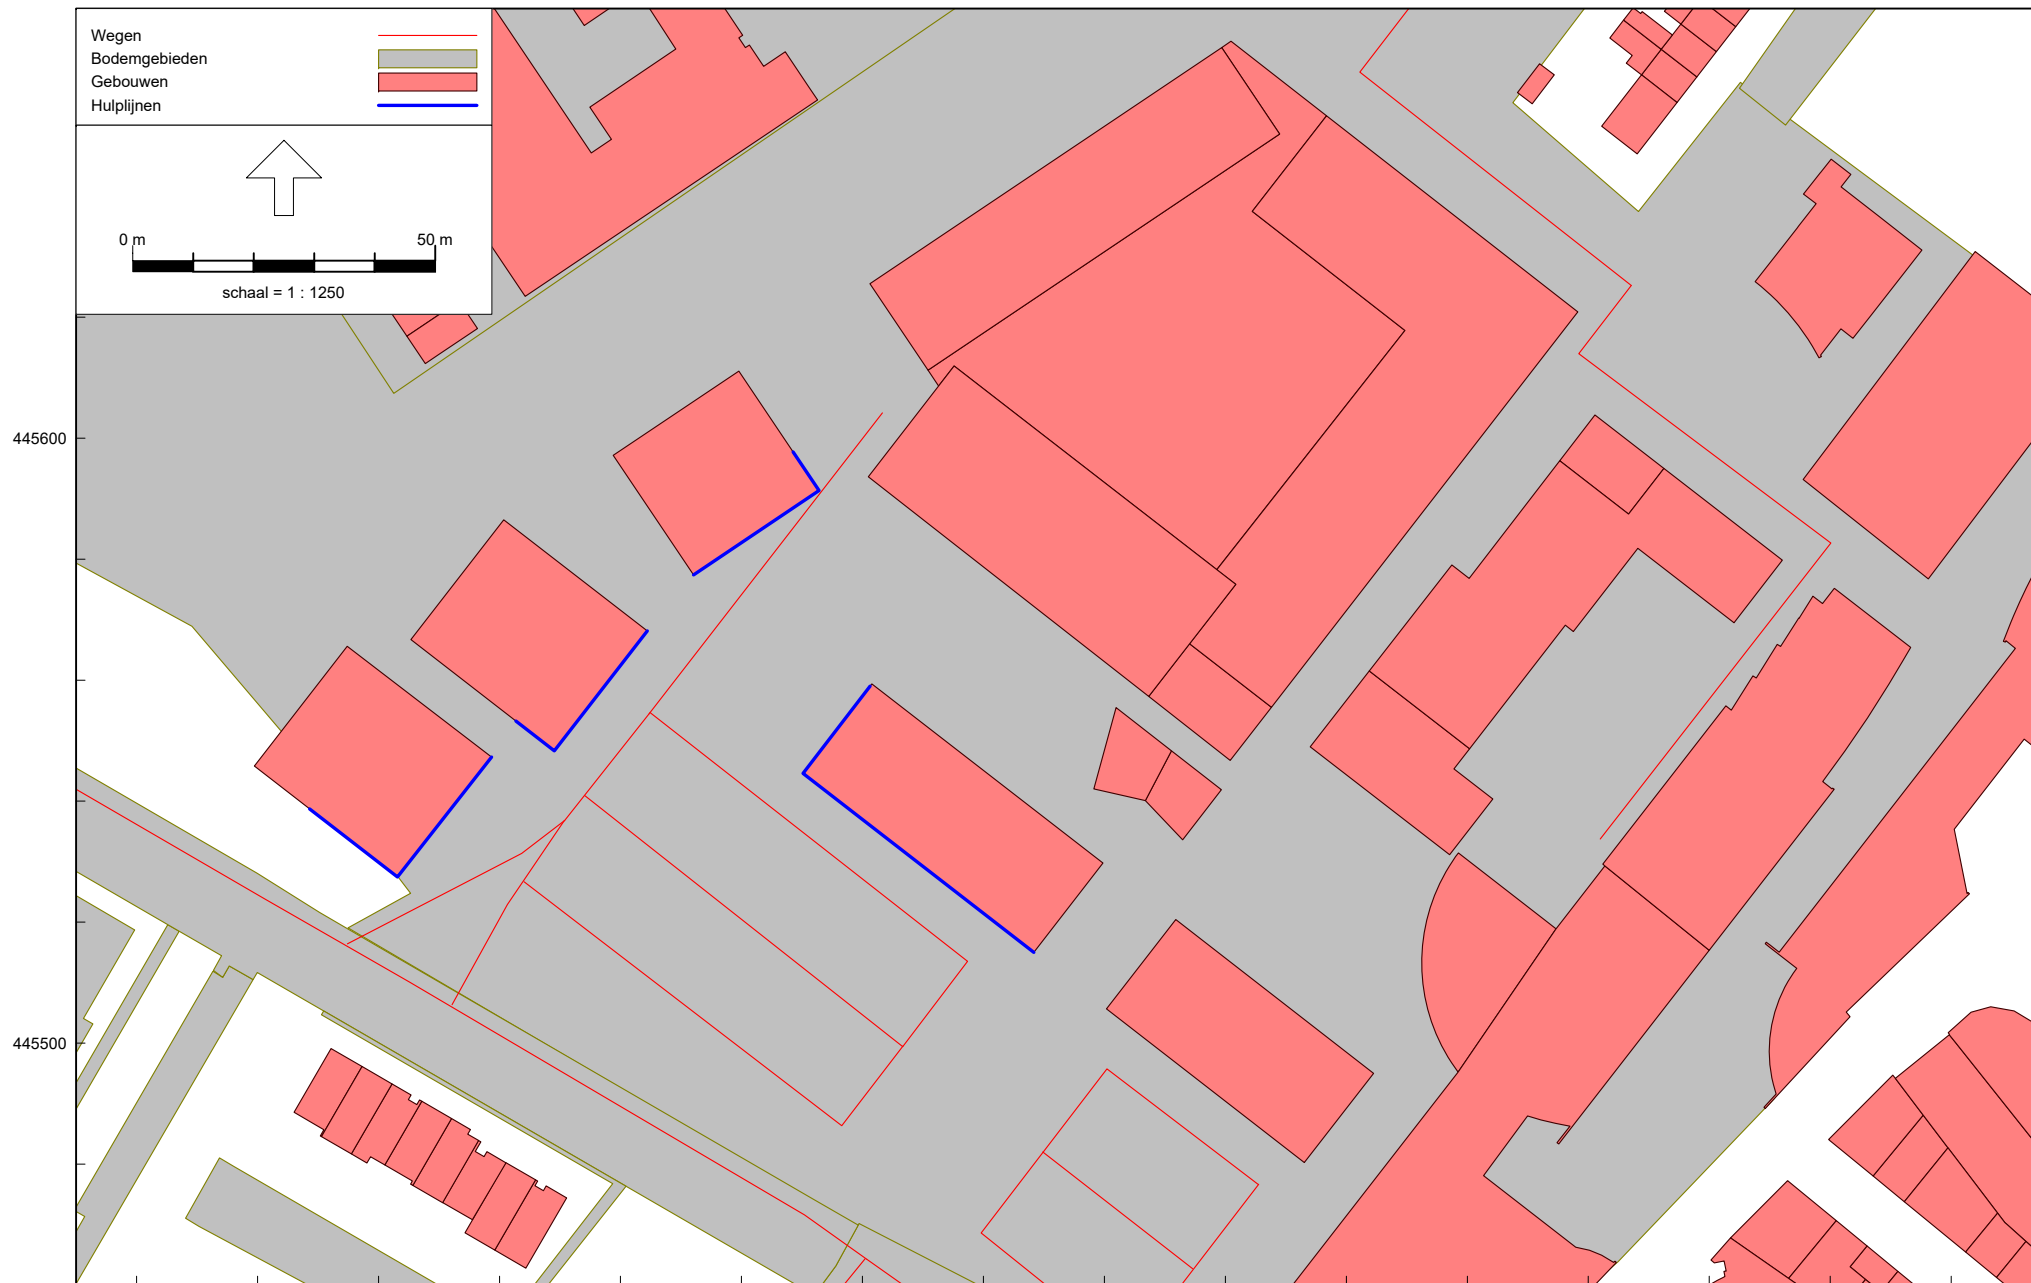 Wegen
Bodemgebieden
Gebouwen
Hulplijnen
0 m 50 m
schaal = 1 : 1250
445600
445500